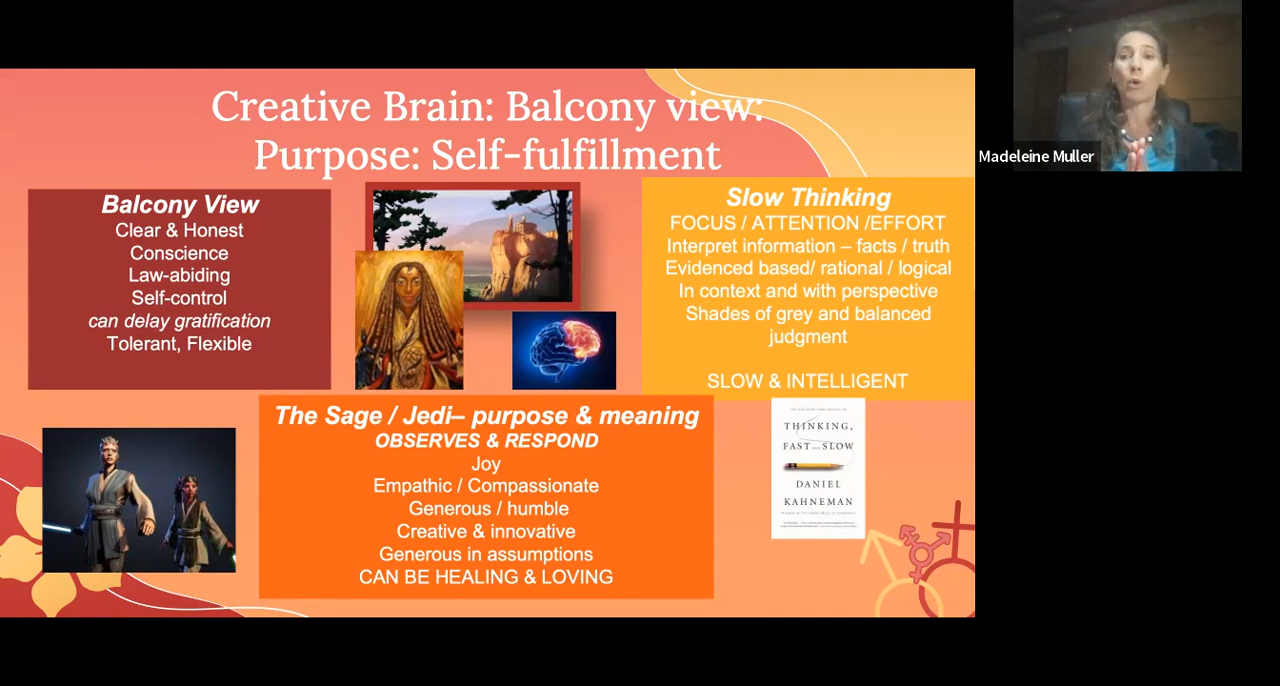 Creative Brain: Balcony view:
Purpose: Self-fulfillment
Madeleine Muller
Balcony View
Clear & Honest
Conscience
Law-abiding
Self-control
can delay gratification
Tolerant, Flexible
Slow Thinking
FOCUS / ATTENTION /EFFORT
Interpret information – facts / truth
Evidenced based/ rational / logical
In context and with perspective
Shades of grey and balanced
judgment
SLOW & INTELLIGENT
The Sage / Jedi– purpose & meaning
OBSERVES & RESPOND
Joy
Empathic / Compassionate
Generous / humble
Creative & innovative
Generous in assumptions
CAN BE HEALING & LOVING
THINKING,
FAST AND SLOW
DANIEL
KAHNEMAN